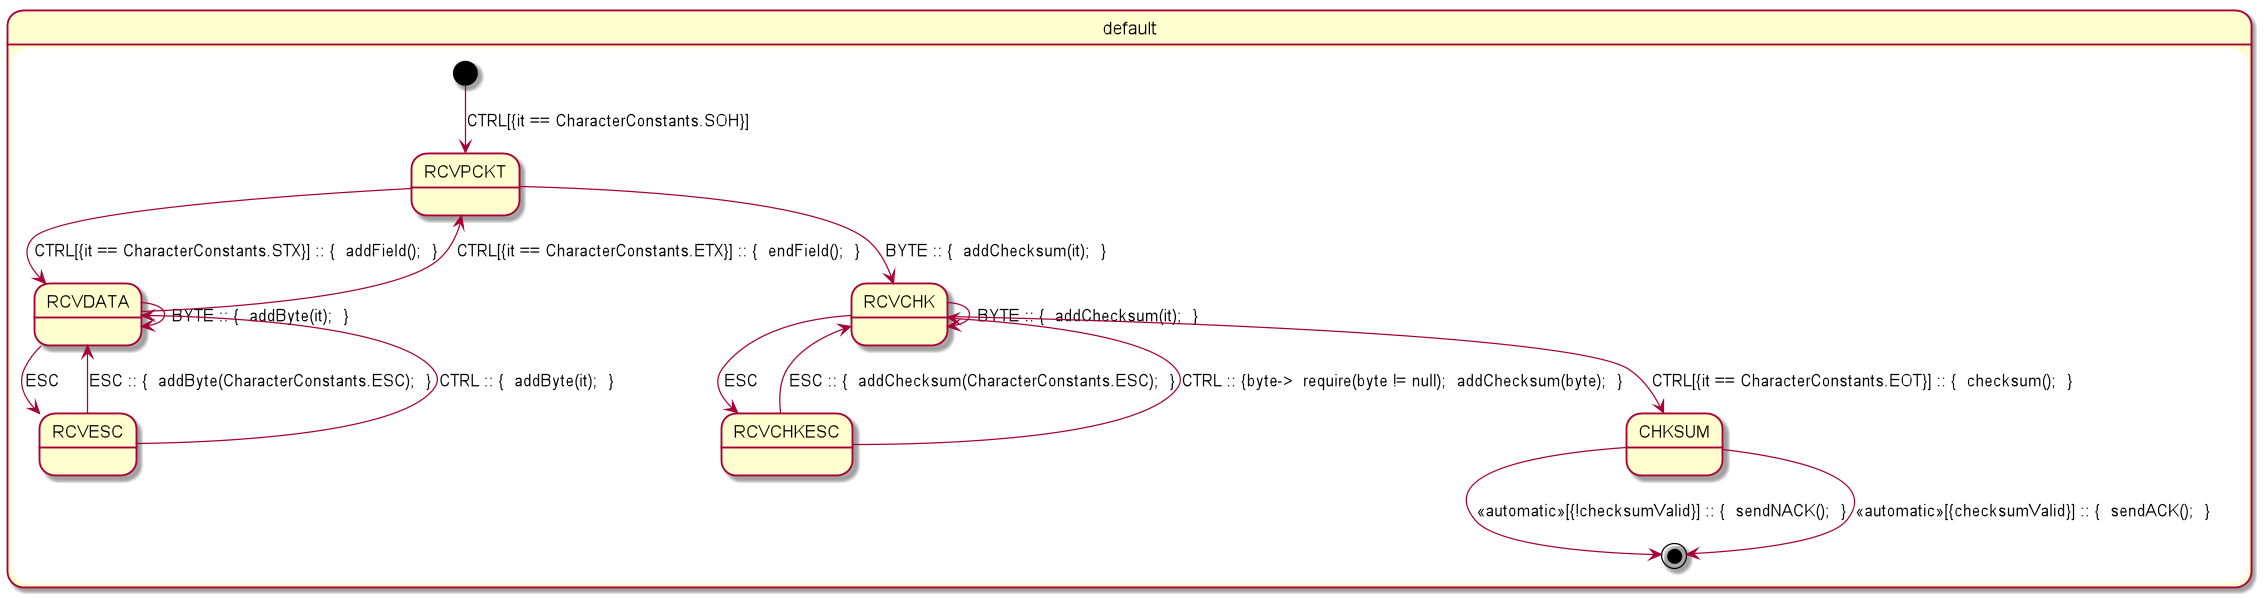 default
CTRL[{it == CharacterConstants.SOH}]
RCVPCKT
CTRL[{it == CharacterConstants.STX}] :: {  addField();  }
CTRL[{it == CharacterConstants.ETX}] :: {  endField();  }
BYTE :: {  addChecksum(it);  }
RCVDATA
RCVCHK
BYTE :: {  addByte(it);  }
BYTE :: {  addChecksum(it);  }
ESC
ESC :: {  addByte(CharacterConstants.ESC);  }
CTRL :: {  addByte(it);  }
ESC
ESC :: {  addChecksum(CharacterConstants.ESC);  }
CTRL :: {byte->  require(byte != null);  addChecksum(byte);  }
CTRL[{it == CharacterConstants.EOT}] :: {  checksum();  }
RCVESC
RCVCHKESC
CHKSUM
«automatic»[{!checksumValid}] :: {  sendNACK();  }
«automatic»[{checksumValid}] :: {  sendACK();  }